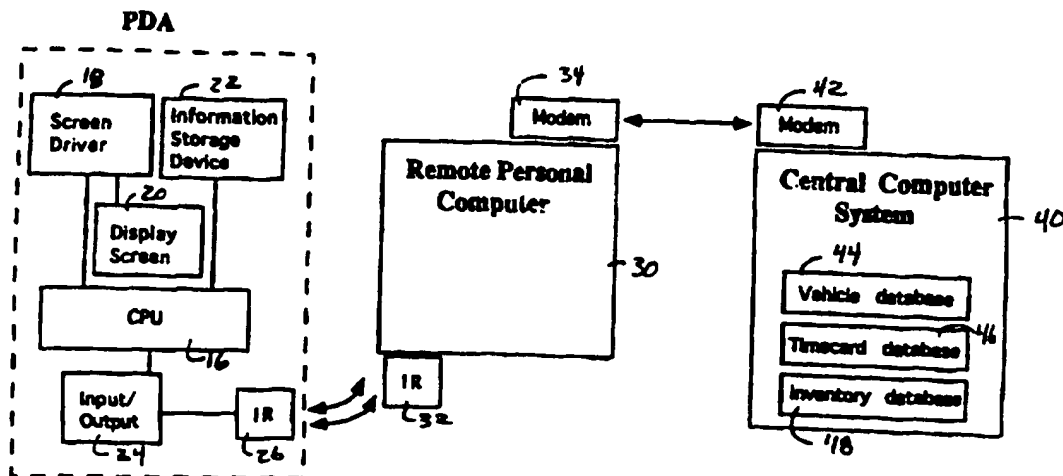 PDA
18
Screen
Driver
22
Information
Storage
Device
20
Display
Screen
CPU
16
Input/
Output
24
IR
26
34
Modem
Remote Personal
Computer
30
IR
32
42
Modem
Central Computer
System
40
44
Vehicle database
Timecard database
46
Inventory database
48